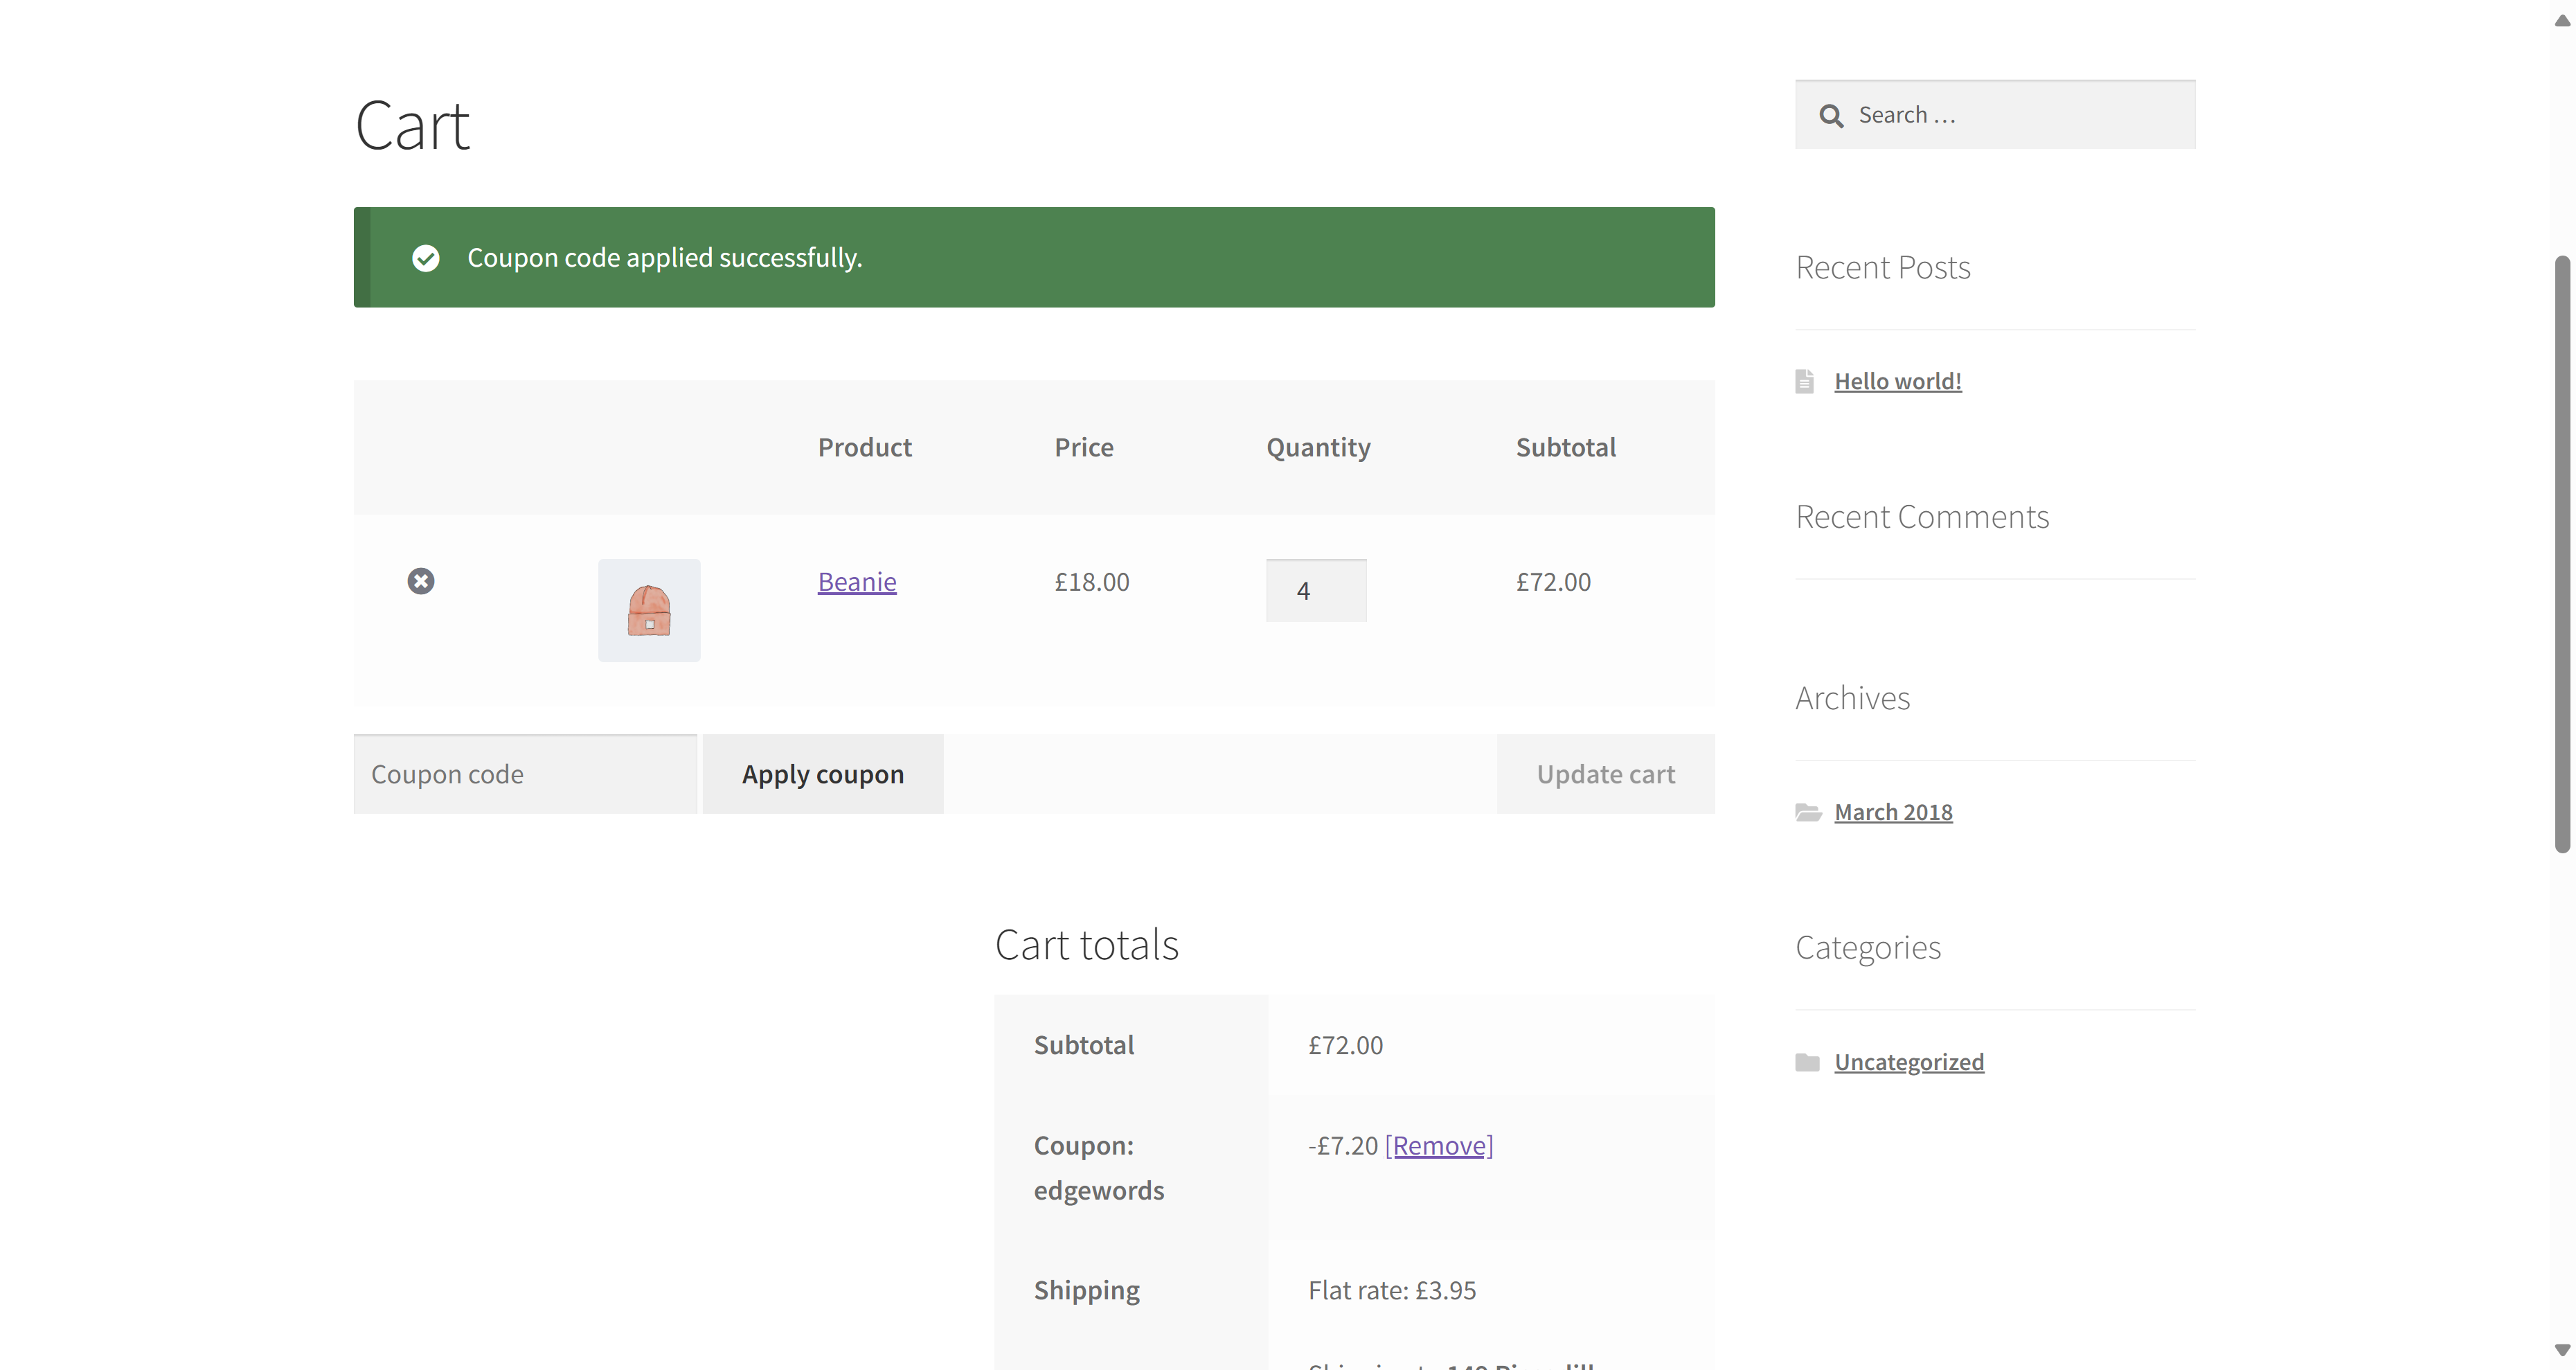 Cart
Search …
Coupon code applied successfully.
Recent Posts
Hello world!
Product Price Quantity Subtotal
Recent Comments
Beanie £18.00 4 £72.00
Archives
Coupon code Apply coupon Update cart
March 2018
Cart totals
Categories
Subtotal £72.00
Uncategorized
Coupon: edgewords -£7.20 [Remove]
Shipping Flat rate: £3.95